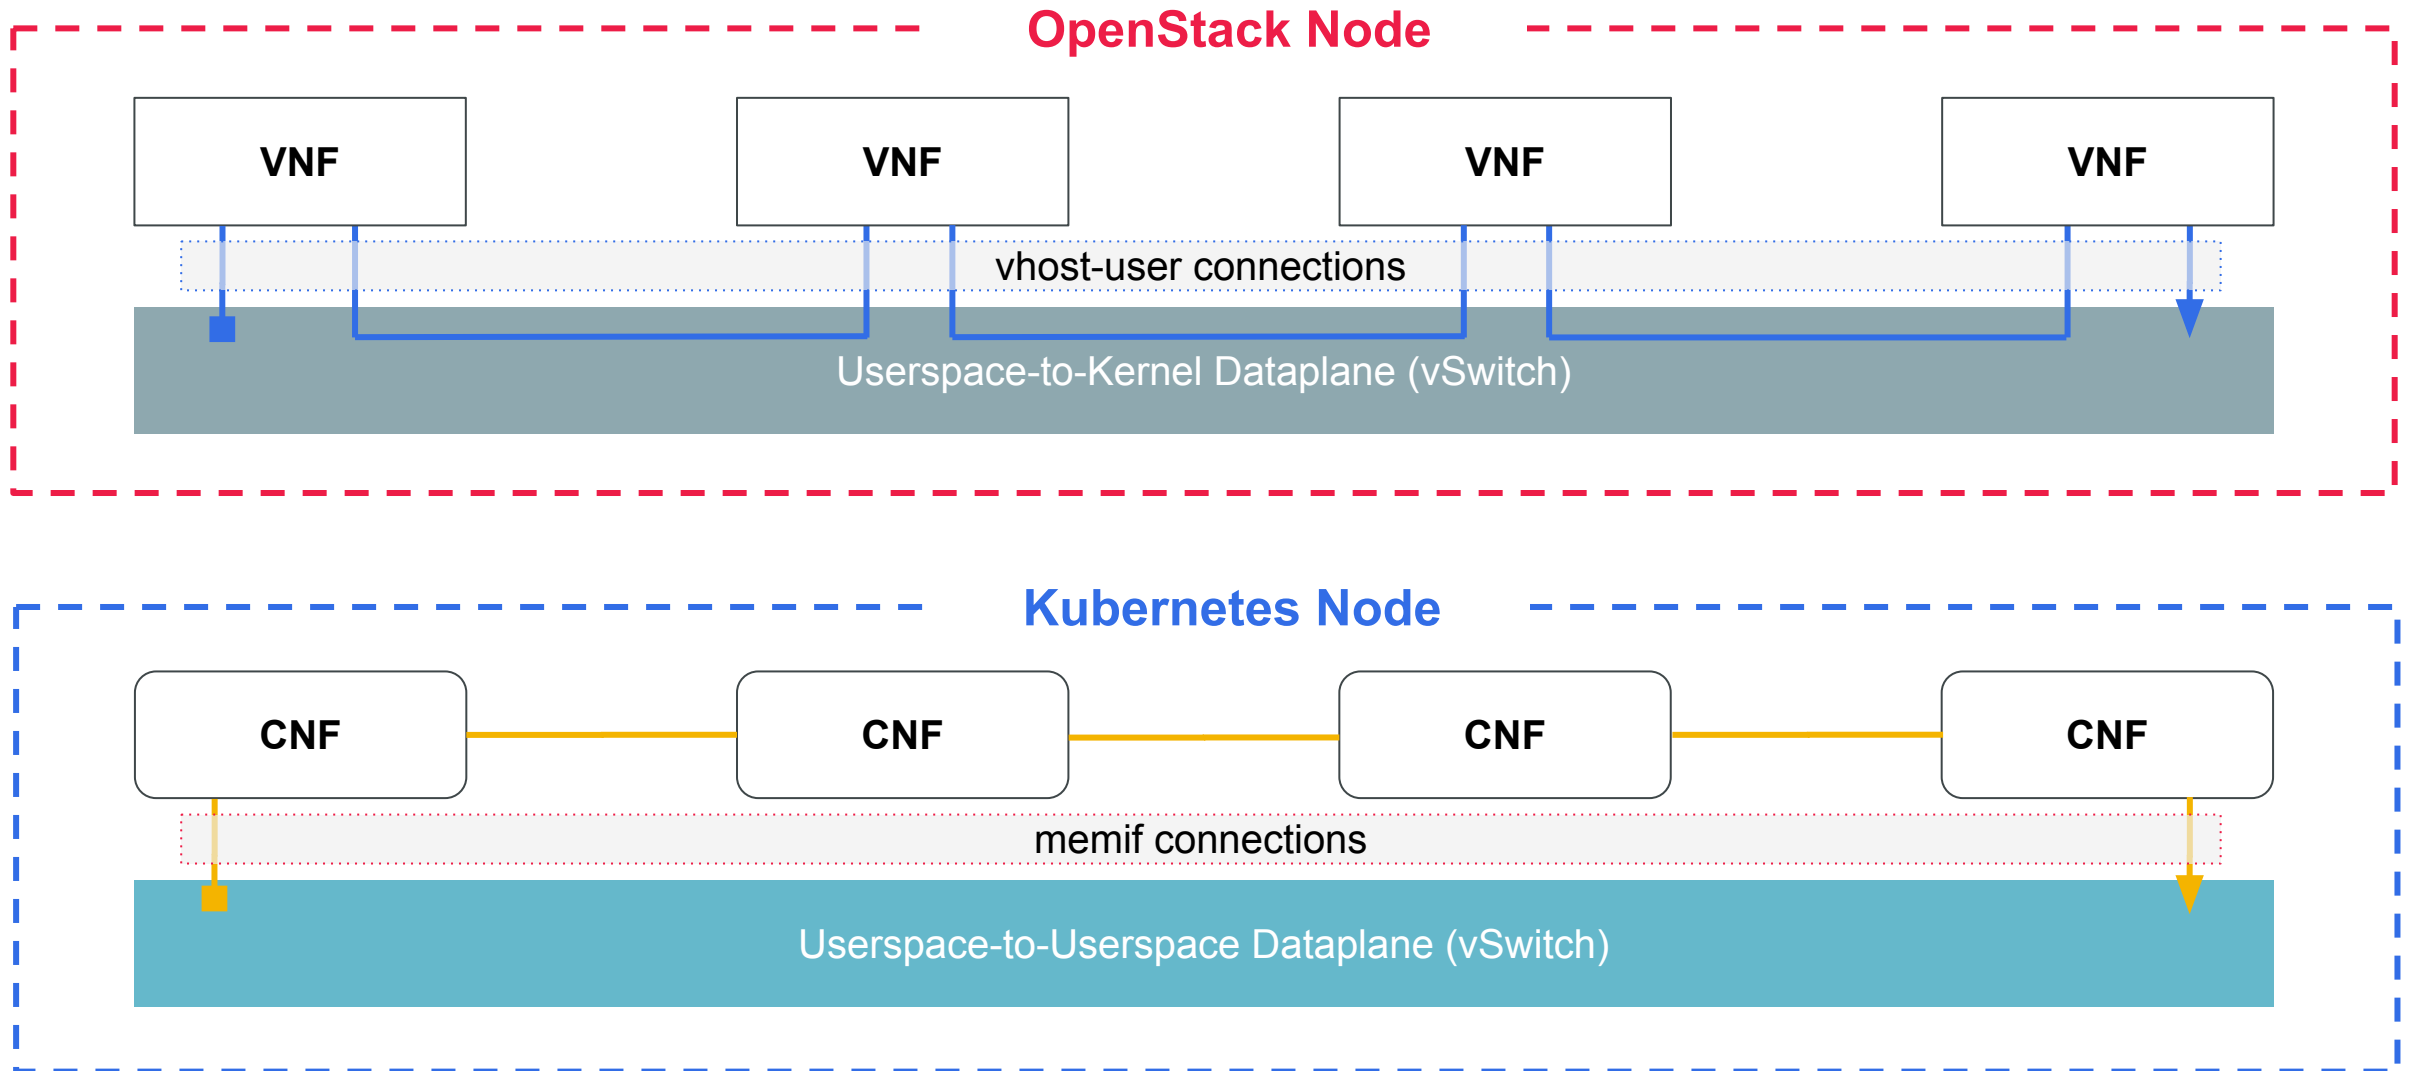 OpenStack Node
VNF
VNF
VNF
VNF
vhost-user connections
Userspace-to-Kernel Dataplane (vSwitch)
Kubernetes Node
CNF
CNF
CNF
CNF
memif connections
Userspace-to-Userspace Dataplane (vSwitch)